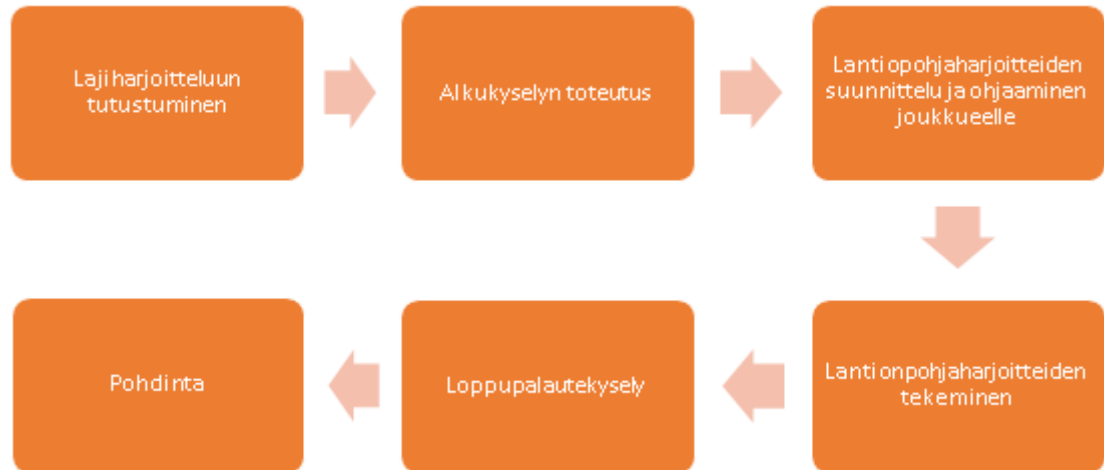 Lajiharjoitteluun
tutustuminen
Alkukyselyn toteutus
Lantiopohjaharjoitteiden
suunnittelu ja ohjaaminen
joukkueelle
Lantionpohjaharjoitteiden
tekeminen
Loppupalautekysely
Pohdinta